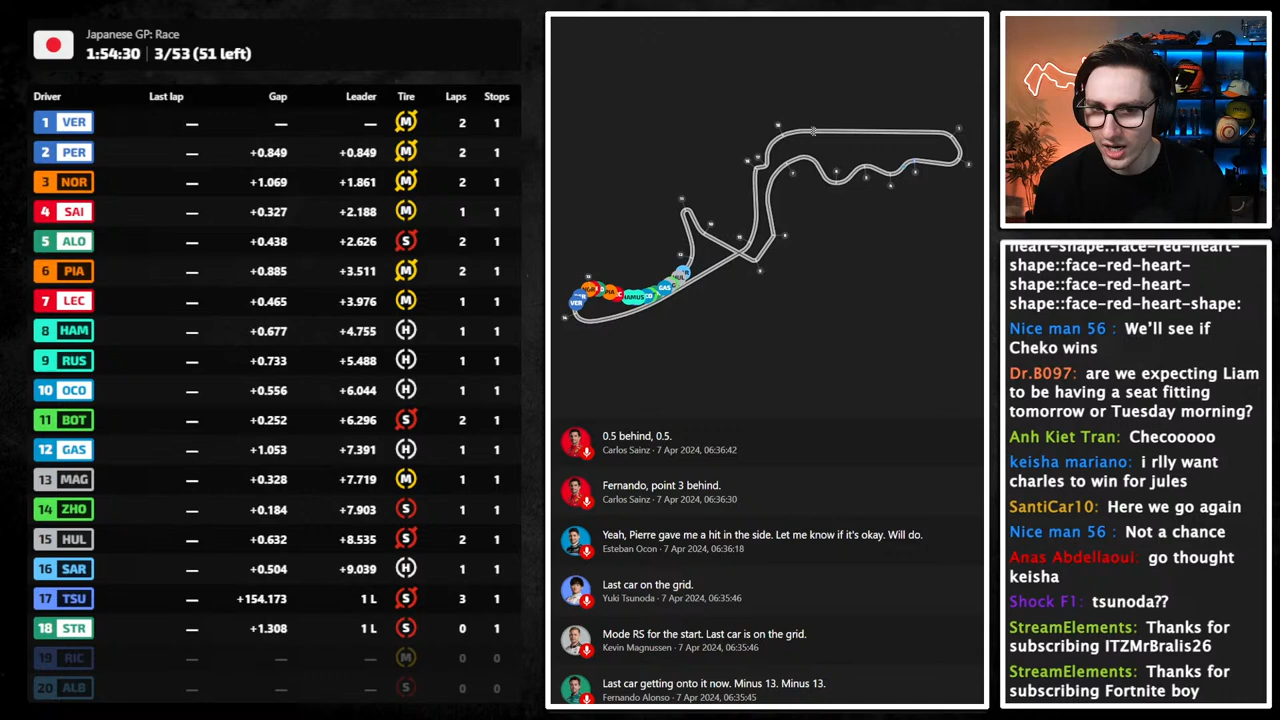 Japanese GP: Race
1:54:30 | 3/53 (51 left)
Driver Last lap Gap Leader Tire Laps Stops
1 VER — — — M 2 1
2 PER — +0.849 +0.849 M 2 1
3 NOR — +1.069 +1.861 M 2 1
4 SAI — +0.327 +2.188 M 1 1
5 ALO — +0.438 +2.626 S 2 1
6 PIA — +0.885 +3.511 M 2 1
7 LEC — +0.465 +3.976 M 1 1
8 HAM — +0.677 +4.755 H 1 1
9 RUS — +0.733 +5.488 H 1 1
10 OCO — +0.556 +6.044 H 1 1
11 BOT — +0.252 +6.296 S 2 1
12 GAS — +1.053 +7.391 H 1 1
13 MAG — +0.328 +7.719 M 1 1
14 ZHO — +0.184 +7.903 S 1 1
15 HUL — +0.632 +8.535 S 2 1
16 SAR — +0.504 +9.039 H 1 1
17 TSU — +154.173 1 L S 3 1
18 STR — +1.308 1 L S 0 1
19 RIC — — — M 0 0
20 ALB — — — S 0 0
HUL
GAS
PIA
HAMUS
VER
0.5 behind, 0.5.
Carlos Sainz · 7 Apr 2024, 06:36:42
Fernando, point 3 behind.
Carlos Sainz · 7 Apr 2024, 06:36:30
Yeah, Pierre gave me a hit in the side. Let me know if it's okay. Will do.
Esteban Ocon · 7 Apr 2024, 06:36:18
Last car on the grid.
Yuki Tsunoda · 7 Apr 2024, 06:35:46
Mode RS for the start. Last car is on the grid.
Kevin Magnussen · 7 Apr 2024, 06:35:46
Last car getting onto it now. Minus 13. Minus 13.
Fernando Alonso · 7 Apr 2024, 06:35:45
heart-shape::face-red-heart-
shape::face-red-heart-
shape::face-red-heart-
shape::face-red-heart-shape:
Nice man 56 : We'll see if
Cheko wins
Dr.B097: are we expecting Liam
to be having a seat fitting
tomorrow or Tuesday morning?
Anh Kiet Tran: Checooooo
keisha mariano: i rlly want
charles to win for jules
SantiCar10: Here we go again
Nice man 56 : Not a chance
Anas Abdellaoui: go thought
keisha
Shock F1: tsunoda??
StreamElements: Thanks for
subscribing ITZMrBralis26
StreamElements: Thanks for
subscribing Fortnite boy